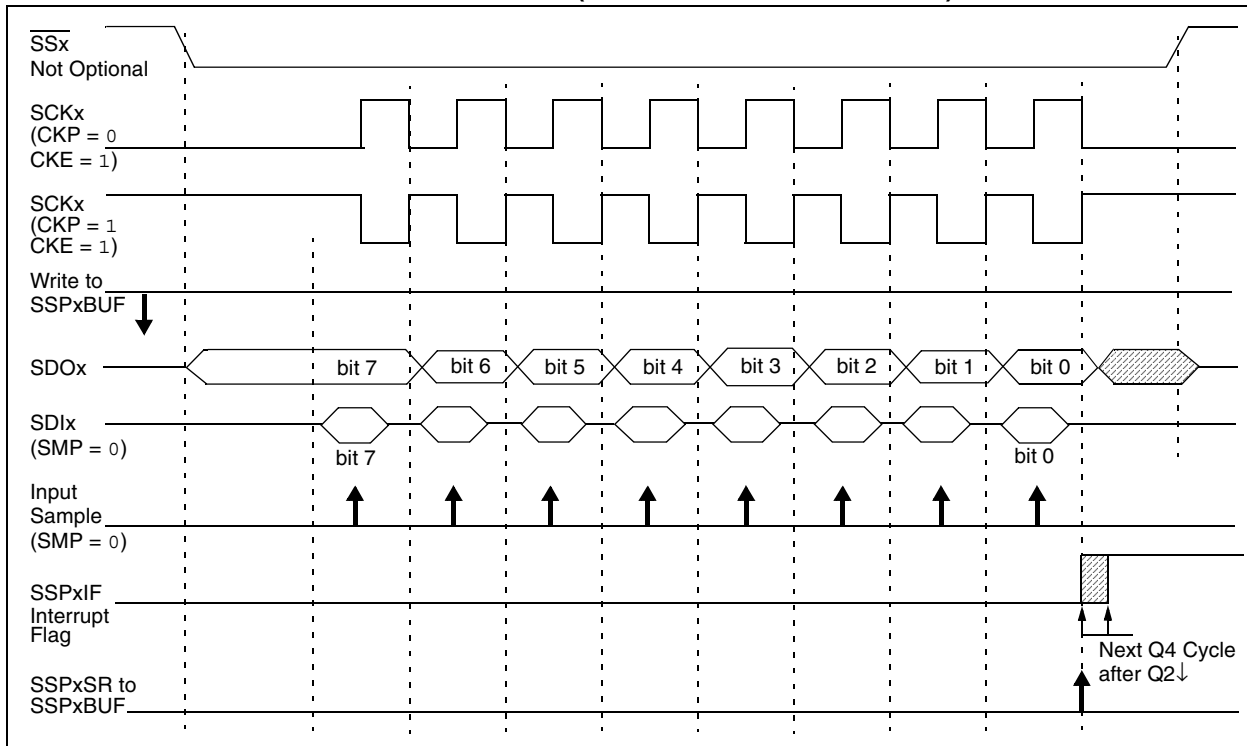 SSx
Not Optional
SCKx
(CKP = 0
CKE = 1)
SCKx
(CKP = 1
CKE = 1)
Write to
SSPxBUF
SDOx
bit 7 bit 6 bit 5 bit 4 bit 3 bit 2 bit 1 bit 0
SDIx
(SMP = 0)
bit 7 bit 0
Input
Sample
(SMP = 0)
SSPxIF
Interrupt
Flag
Next Q4 Cycle
after Q2↓
SSPxSR to
SSPxBUF